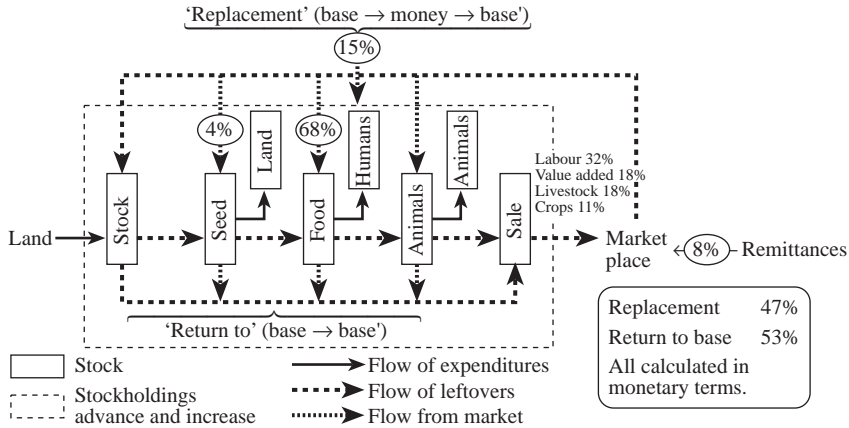 ‘Replacement’ (base → money → base')
15%
4%
68%
Land
Humans
Animals
Labour 32%
Value added 18%
Livestock 18%
Crops 11%
Land
Stock
Seed
Food
Animals
Sale
Market
place
8%
Remittances
‘Return to’ (base → base')
Replacement 47%
Return to base 53%
All calculated in
monetary terms.
Stock
Stockholdings
advance and increase
Flow of expenditures
Flow of leftovers
Flow from market